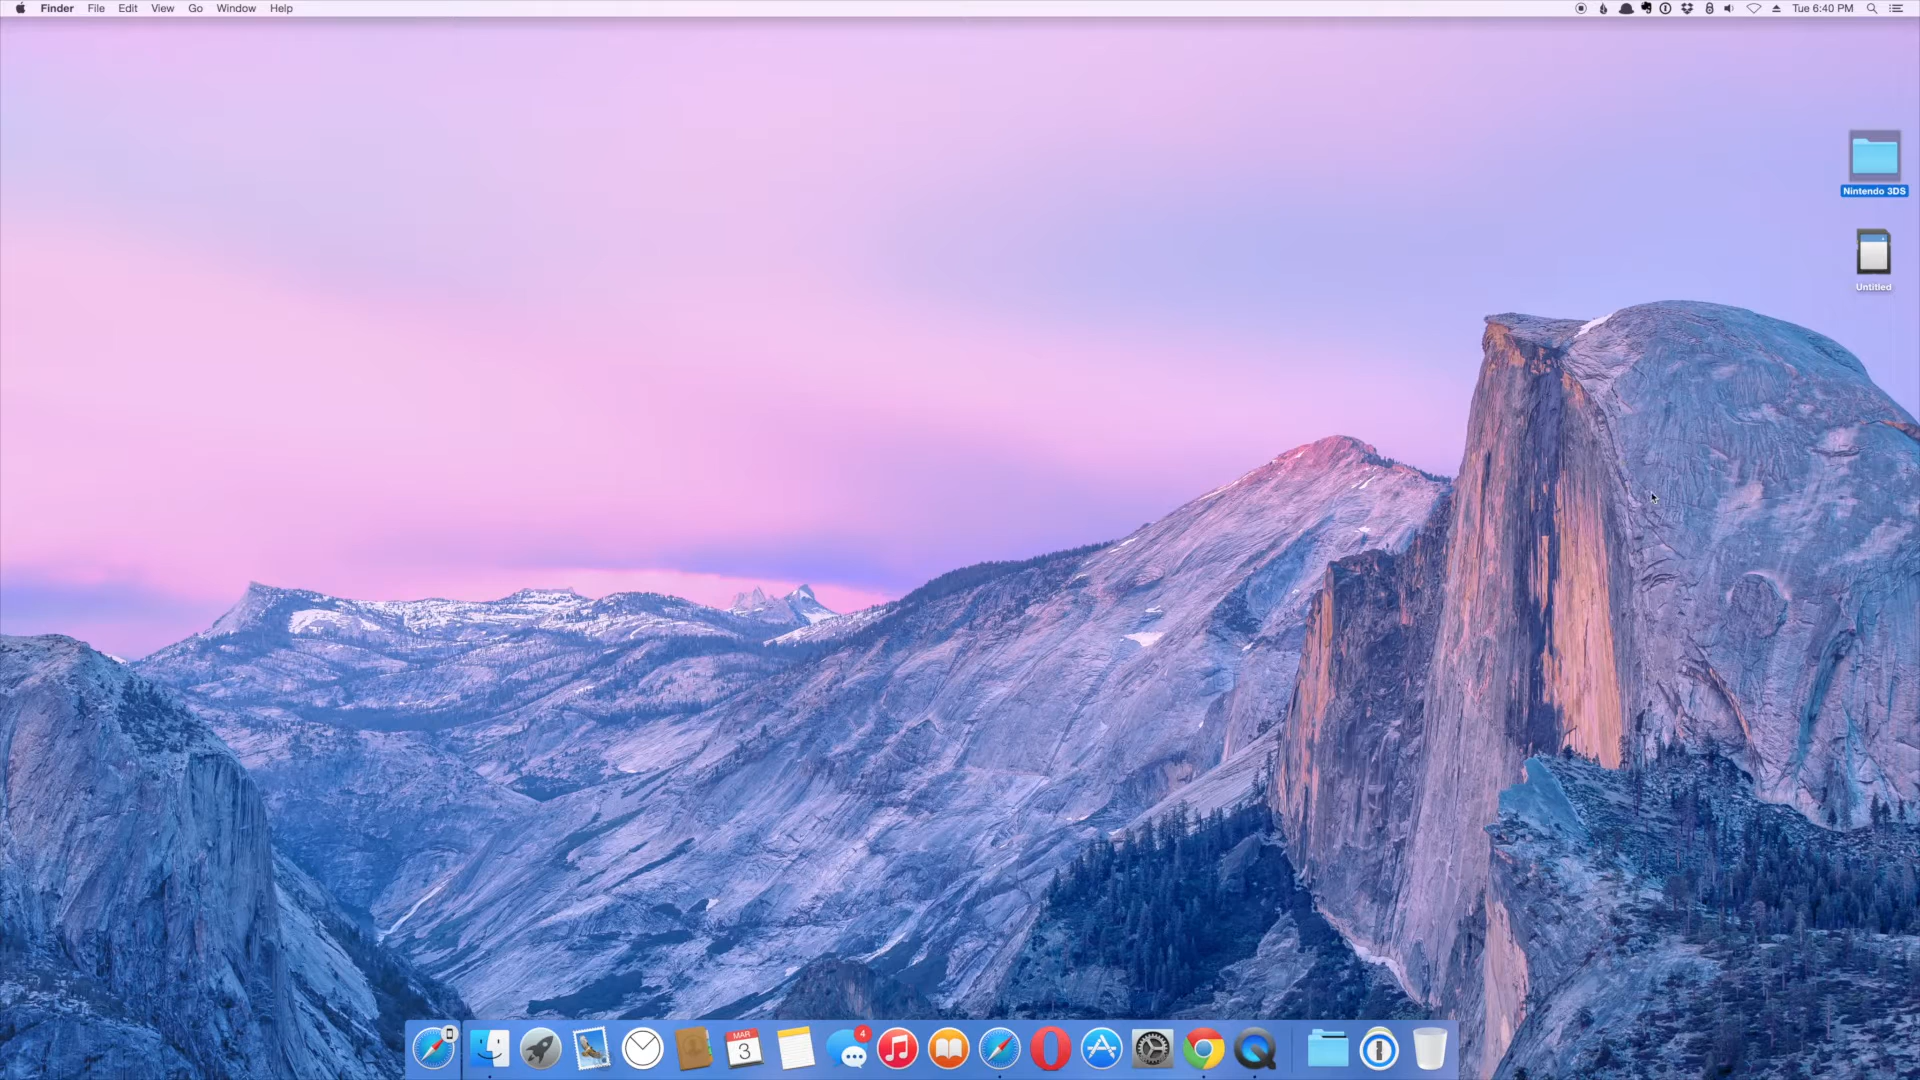 Finder File Edit View Go Window Help Tue 6:40 PM
Nintendo 3DS
Untitled
MAR
3
4